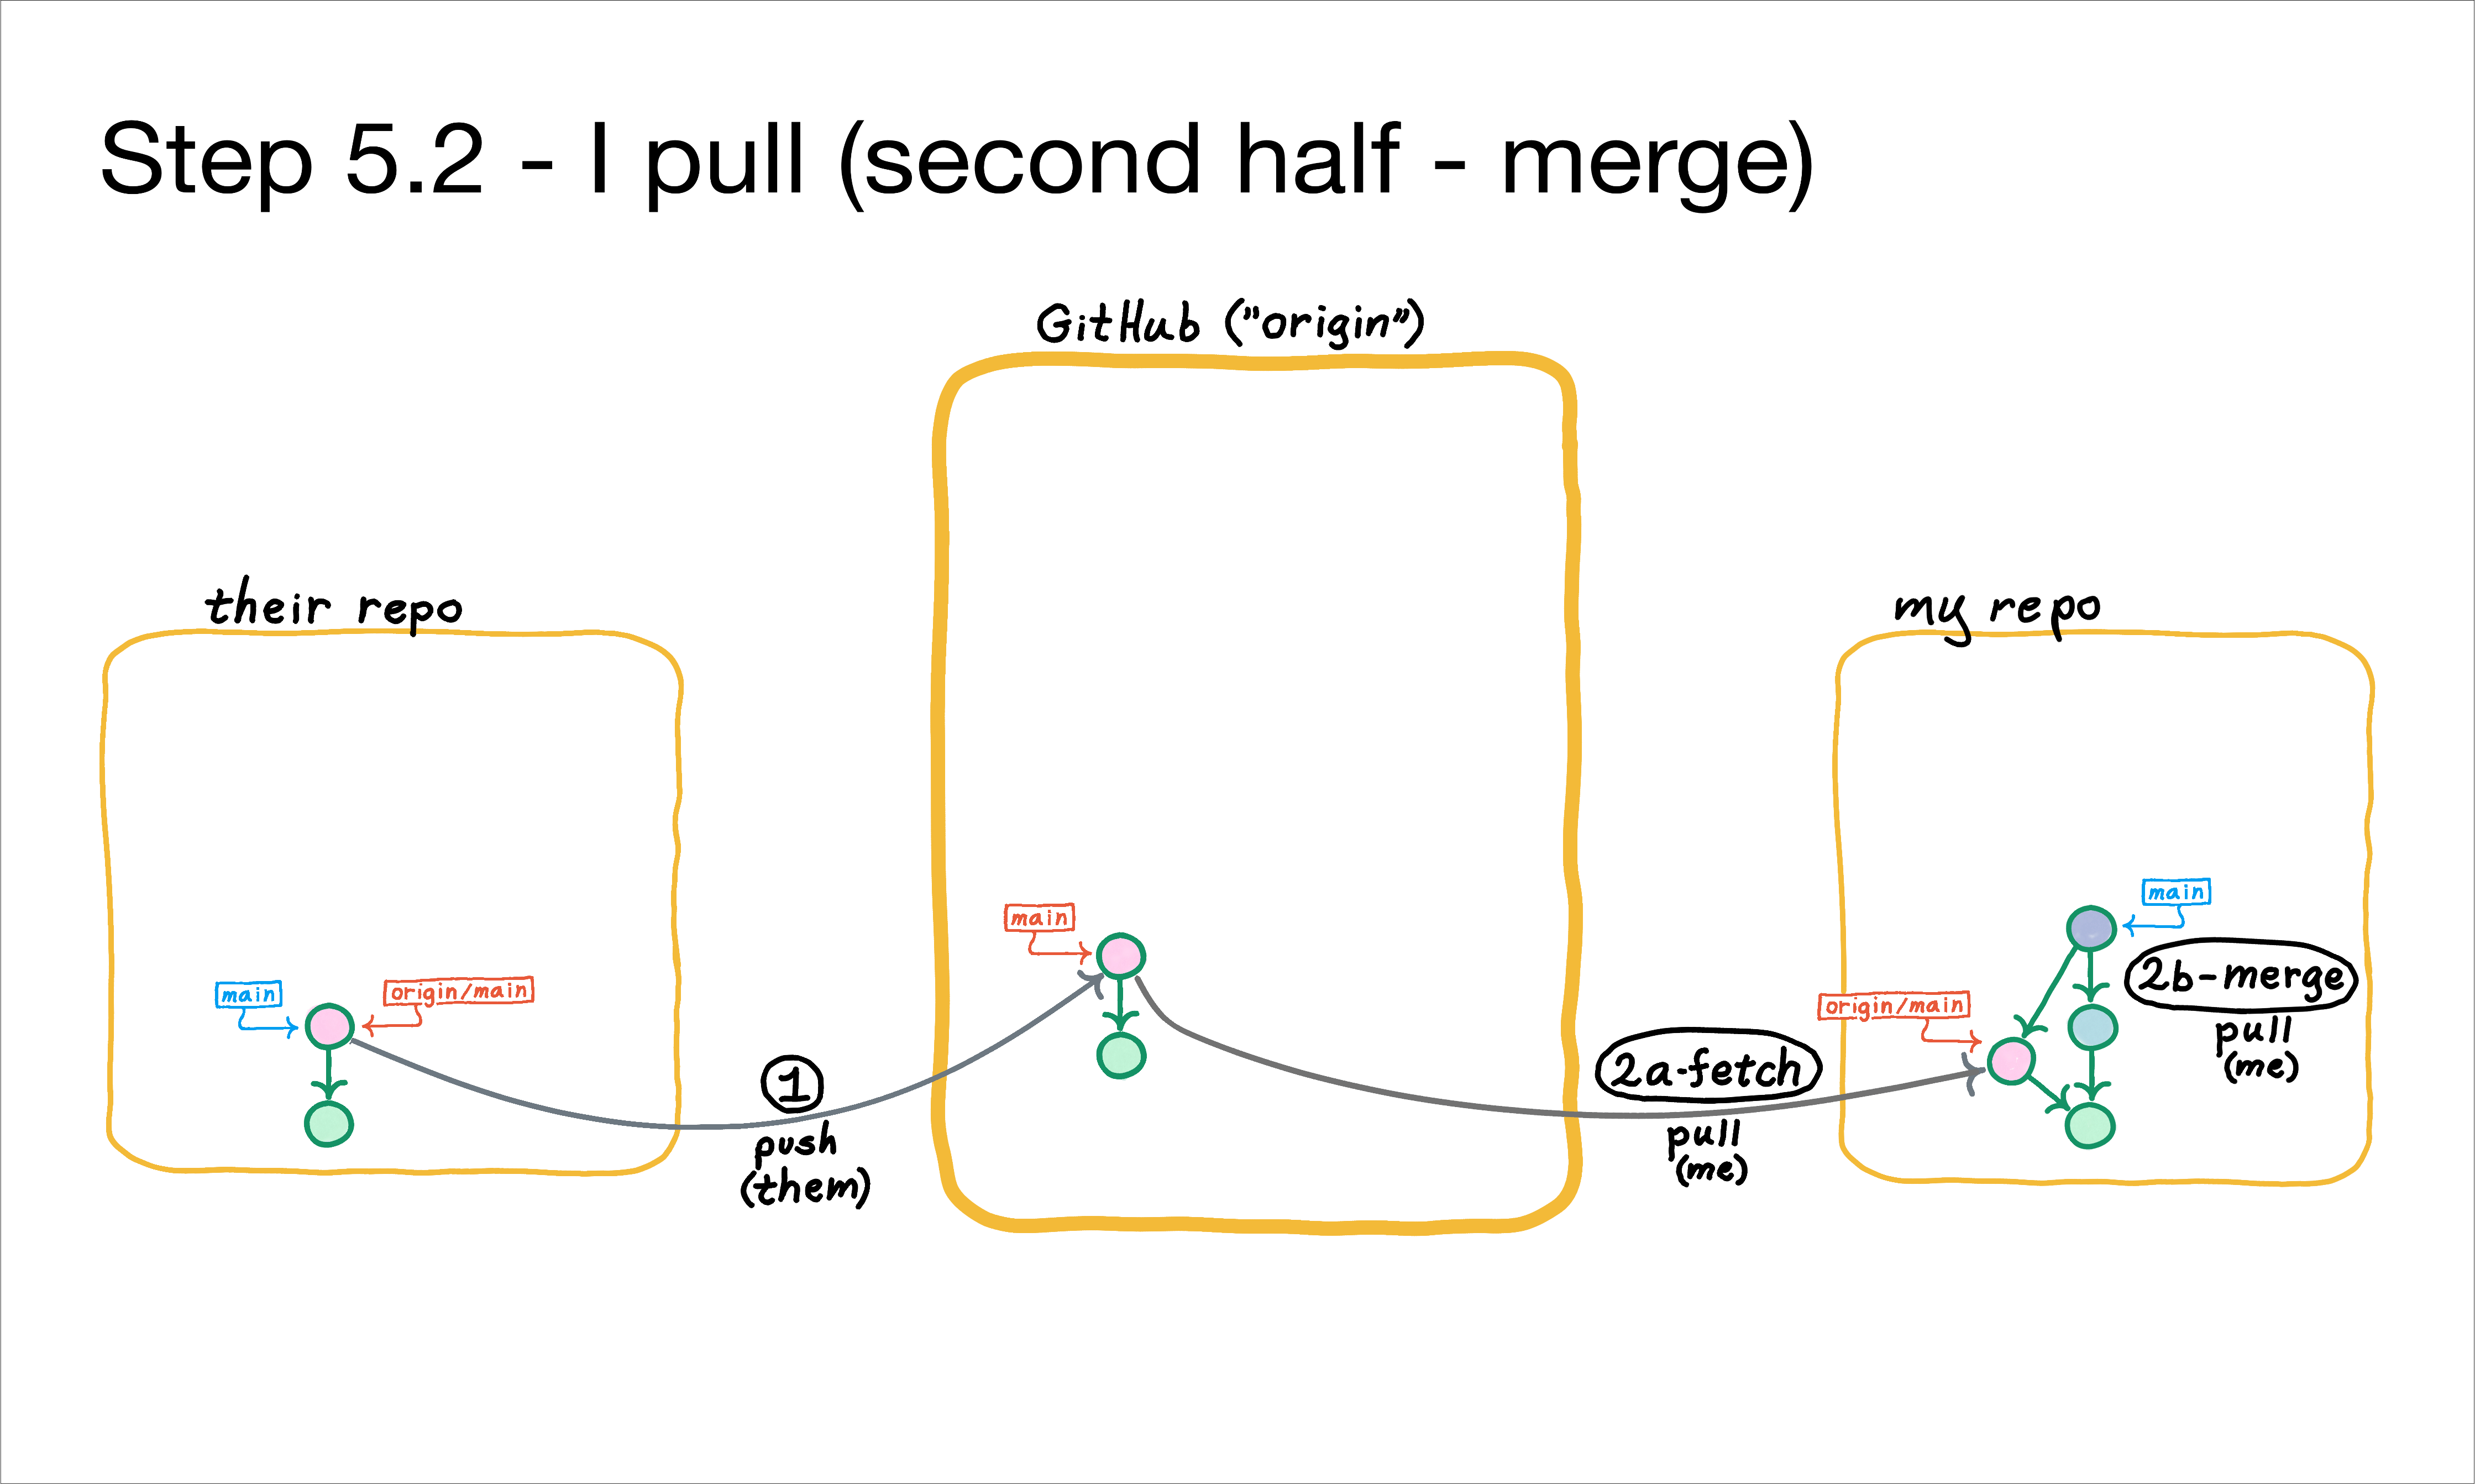 Step 5.2 - I pull (second half - merge)
GitHub ("origin")
their repo
my repo
main
origin/main
main
main
origin/main
1
push
(them)
2a-fetch
pull
(me)
2b-merge
pull
(me)